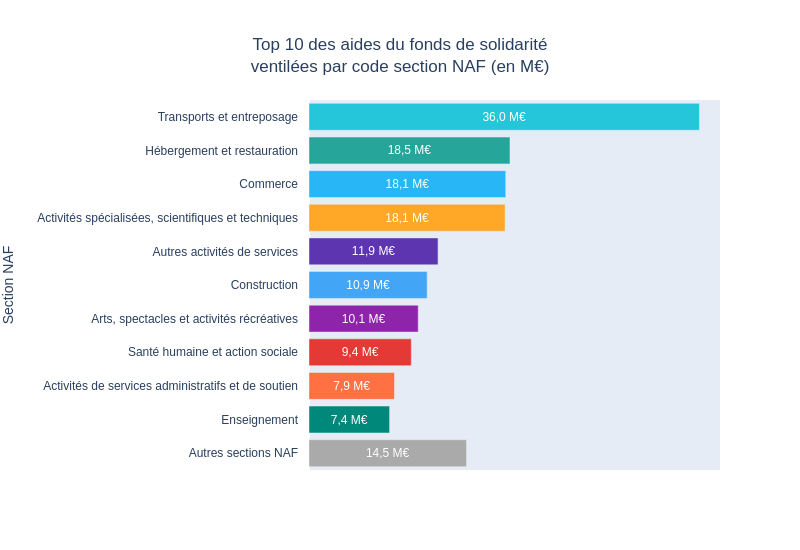 Top 10 des aides du fonds de solidarité
ventilées par code section NAF (en M€)
Section NAF
Transports et entreposage 36,0 M€
Hébergement et restauration 18,5 M€
Commerce 18,1 M€
Activités spécialisées, scientifiques et techniques 18,1 M€
Autres activités de services 11,9 M€
Construction 10,9 M€
Arts, spectacles et activités récréatives 10,1 M€
Santé humaine et action sociale 9,4 M€
Activités de services administratifs et de soutien 7,9 M€
Enseignement 7,4 M€
Autres sections NAF 14,5 M€